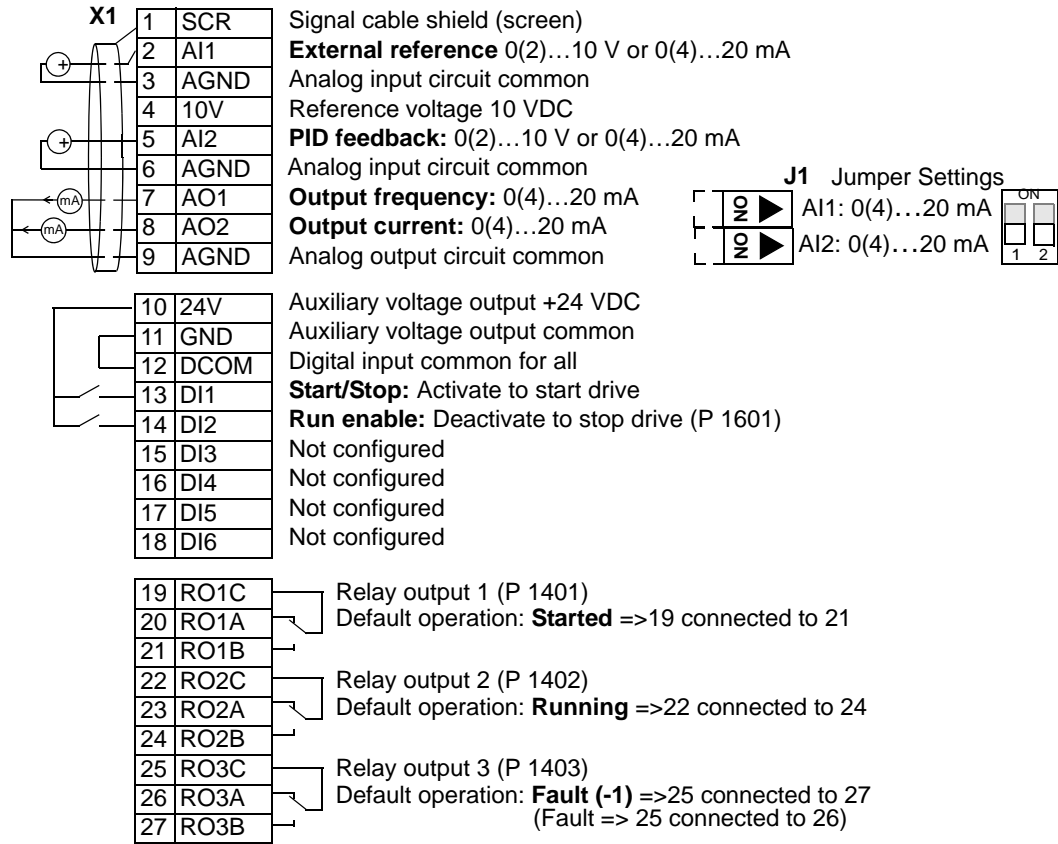 X1
1 SCR Signal cable shield (screen)
2 AI1 External reference 0(2)…10 V or 0(4)…20 mA
+
3 AGND Analog input circuit common
4 10V Reference voltage 10 VDC
5 AI2 PID feedback: 0(2)…10 V or 0(4)…20 mA
+
6 AGND Analog input circuit common
7 AO1 Output frequency: 0(4)…20 mA
mA
8 AO2 Output current: 0(4)…20 mA
mA
9 AGND Analog output circuit common
J1 Jumper Settings
ON AI1: 0(4)…20 mA
ON AI2: 0(4)…20 mA
ON
1 2
10 24V Auxiliary voltage output +24 VDC
11 GND Auxiliary voltage output common
12 DCOM Digital input common for all
13 DI1 Start/Stop: Activate to start drive
14 DI2 Run enable: Deactivate to stop drive (P 1601)
15 DI3 Not configured
16 DI4 Not configured
17 DI5 Not configured
18 DI6 Not configured
19 RO1C Relay output 1 (P 1401)
20 RO1A Default operation: Started =>19 connected to 21
21 RO1B
22 RO2C Relay output 2 (P 1402)
23 RO2A Default operation: Running =>22 connected to 24
24 RO2B
25 RO3C Relay output 3 (P 1403)
26 RO3A Default operation: Fault (-1) =>25 connected to 27
27 RO3B (Fault => 25 connected to 26)